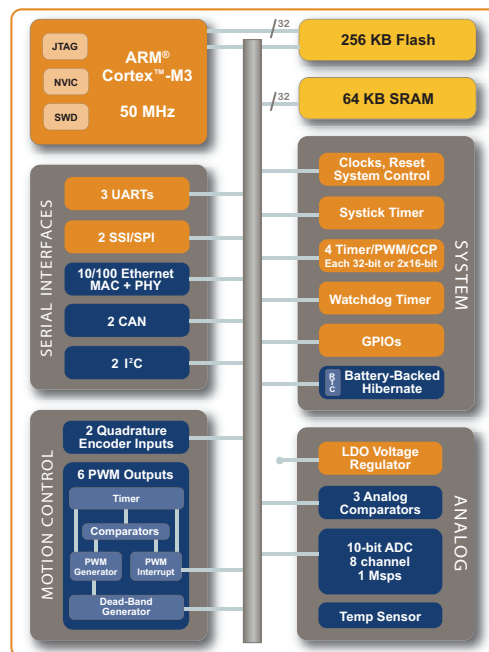 JTAG
NVIC
SWD
ARM®
Cortex™-M3
50 MHz
32
256 KB Flash
32
64 KB SRAM
SERIAL INTERFACES
3 UARTs
2 SSI/SPI
10/100 Ethernet
MAC + PHY
2 CAN
2 I²C
SYSTEM
Clocks, Reset
System Control
Systick Timer
4 Timer/PWM/CCP
Each 32-bit or 2x16-bit
Watchdog Timer
GPIOs
RTC
Battery-Backed
Hibernate
MOTION CONTROL
2 Quadrature
Encoder Inputs
6 PWM Outputs
Timer
Comparators
PWM
Generator
PWM
Interrupt
Dead-Band
Generator
ANALOG
LDO Voltage
Regulator
3 Analog
Comparators
10-bit ADC
8 channel
1 Msps
Temp Sensor